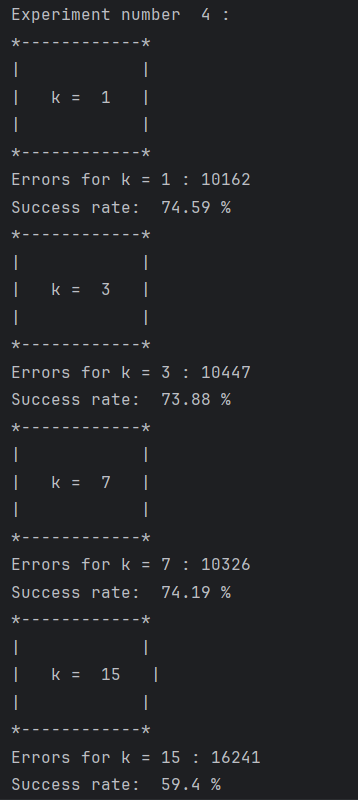 Experiment number  4 :
*------------*
|            |
|   k =  1   |
|            |
*------------*
Errors for k = 1 : 10162
Success rate:  74.59 %
*------------*
|            |
|   k =  3   |
|            |
*------------*
Errors for k = 3 : 10447
Success rate:  73.88 %
*------------*
|            |
|   k =  7   |
|            |
*------------*
Errors for k = 7 : 10326
Success rate:  74.19 %
*------------*
|            |
|   k =  15   |
|            |
*------------*
Errors for k = 15 : 16241
Success rate:  59.4 %